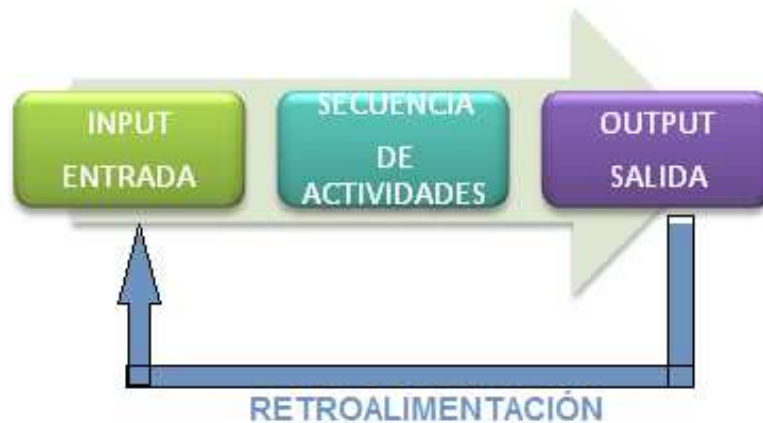 INPUT
ENTRADA
SECUENCIA
DE
ACTIVIDADES
OUTPUT
SALIDA
RETROALIMENTACIÓN